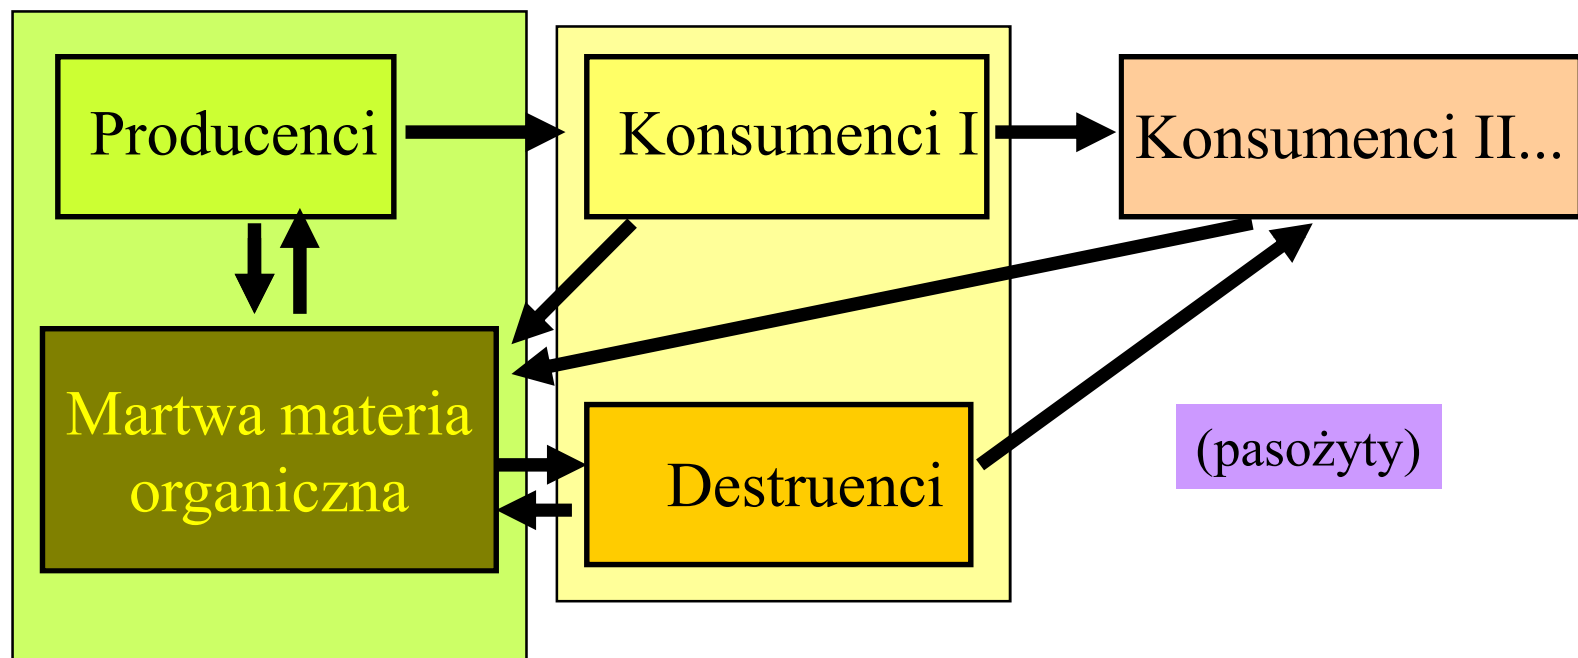 Producenci
Konsumenci I
Konsumenci II...
Martwa materia
organiczna
Destruenci
(pasożyty)